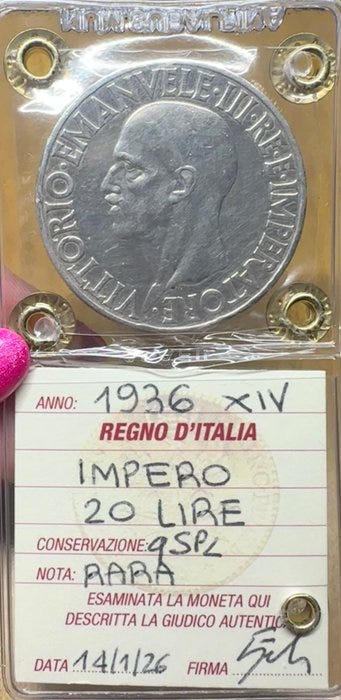 VITTORIO·EMANVELE·III·RE·E·IMPERATORE·
ANNO: 1936 XIV
REGNO D'ITALIA
IMPERO
20 LIRE
CONSERVAZIONE: qSPL
NOTA: RARA
ESAMINATA LA MONETA QUI
DESCRITTA LA GIUDICO AUTENTIC
DATA 14/1/26 FIRMA